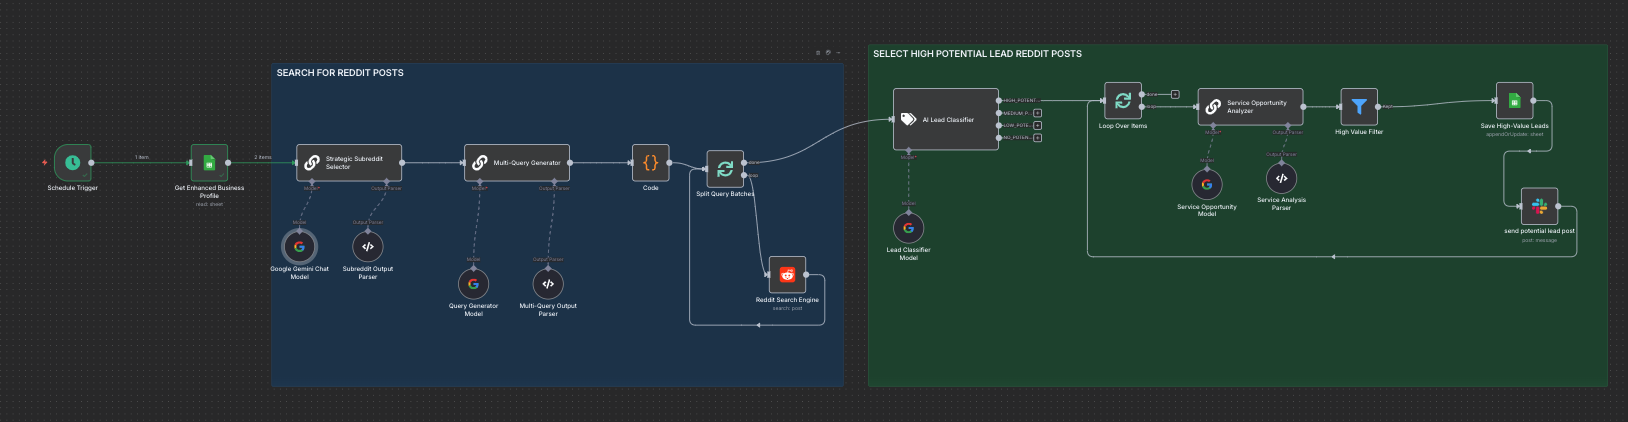 SEARCH FOR REDDIT POSTS
SELECT HIGH POTENTIAL LEAD REDDIT POSTS
Schedule Trigger
1 item
Get Enhanced Business
Profile
read: sheet
2 items
Strategic Subreddit
Selector
Model*
Output Parser
Model
Google Gemini Chat
Model
Output Parser
Subreddit Output
Parser
Multi-Query Generator
Model*
Output Parser
Model
Query Generator
Model
Output Parser
Multi-Query Output
Parser
Code
Split Query Batches
done
loop
Reddit Search Engine
search: post
AI Lead Classifier
HIGH_POTENT...
MEDIUM_P...
LOW_POTE...
NO_POTEN...
Model*
Model
Lead Classifier
Model
Loop Over Items
done
loop
Service Opportunity
Analyzer
Model*
Output Parser
Model
Service Opportunity
Model
Output Parser
Service Analysis
Parser
High Value Filter
Kept
Save High-Value Leads
appendOrUpdate: sheet
send potential lead post
post: message